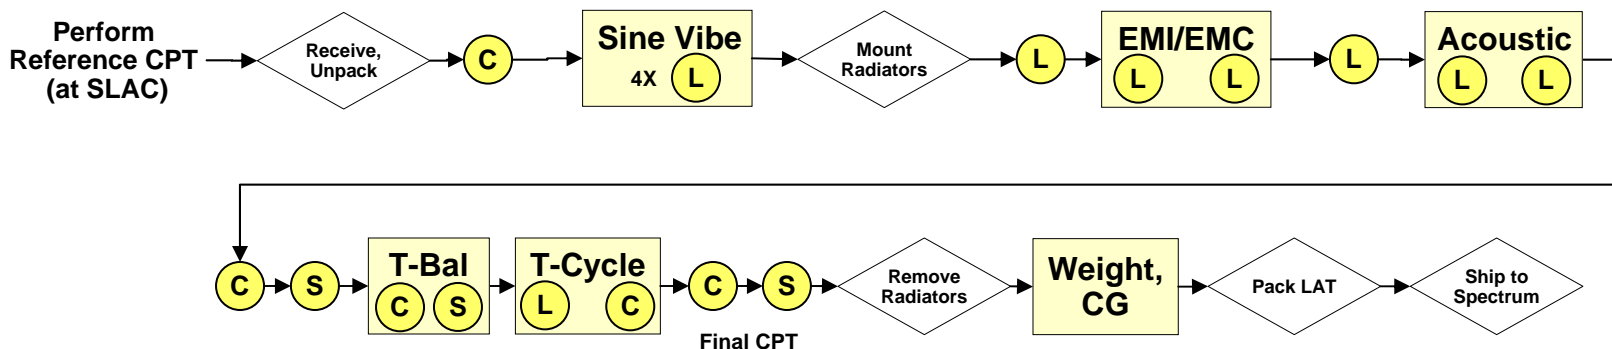 Perform
Reference CPT
(at SLAC)
Receive,
Unpack
C
Sine Vibe
4X L
Mount
Radiators
L
EMI/EMC
L L
L
Acoustic
L L
C
S
T-Bal
C S
T-Cycle
L C
C
S
Final CPT
Remove
Radiators
Weight,
CG
Pack LAT
Ship to
Spectrum